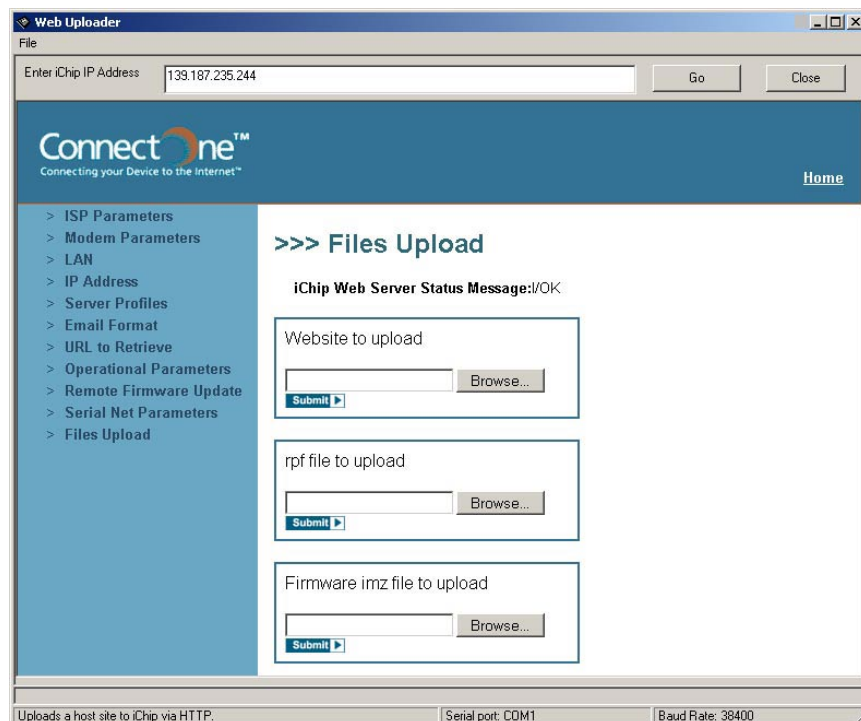 Web Uploader
File
Enter iChip IP Address 139.187.235.244 Go Close
Connect One™
Connecting your Device to the Internet™
Home
> ISP Parameters
> Modem Parameters
> LAN
> IP Address
> Server Profiles
> Email Format
> URL to Retrieve
> Operational Parameters
> Remote Firmware Update
> Serial Net Parameters
> Files Upload
>>> Files Upload
iChip Web Server Status Message:I/OK
Website to upload
Browse...
Submit
rpf file to upload
Browse...
Submit
Firmware imz file to upload
Browse...
Submit
Uploads a host site to iChip via HTTP. Serial port: COM1 Baud Rate: 38400